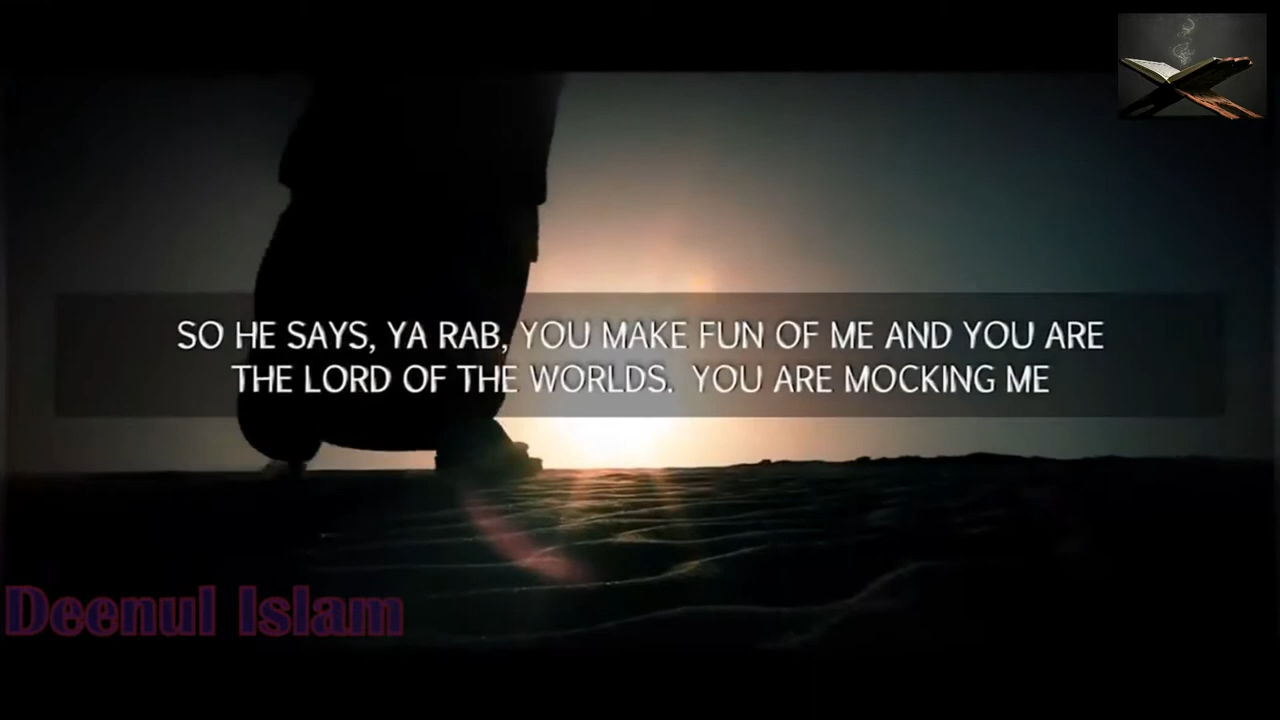 SO HE SAYS, YA RAB, YOU MAKE FUN OF ME AND YOU ARE
THE LORD OF THE WORLDS. YOU ARE MOCKING ME
Deenul Islam